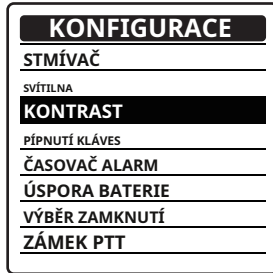 KONFIGURACE
STMÍVAČ
SVÍTILNA
KONTRAST
PÍPNUTÍ KLÁVES
ČASOVAČ ALARM
ÚSPORA BATERIE
VÝBĚR ZAMKNUTÍ
ZÁMEK PTT